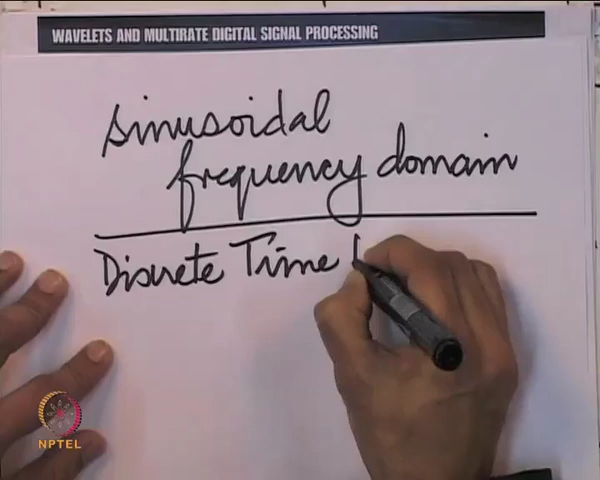 WAVELETS AND MULTIRATE DIGITAL SIGNAL PROCESSING
sinusoidal
frequency domain
Discrete Time
NPTEL